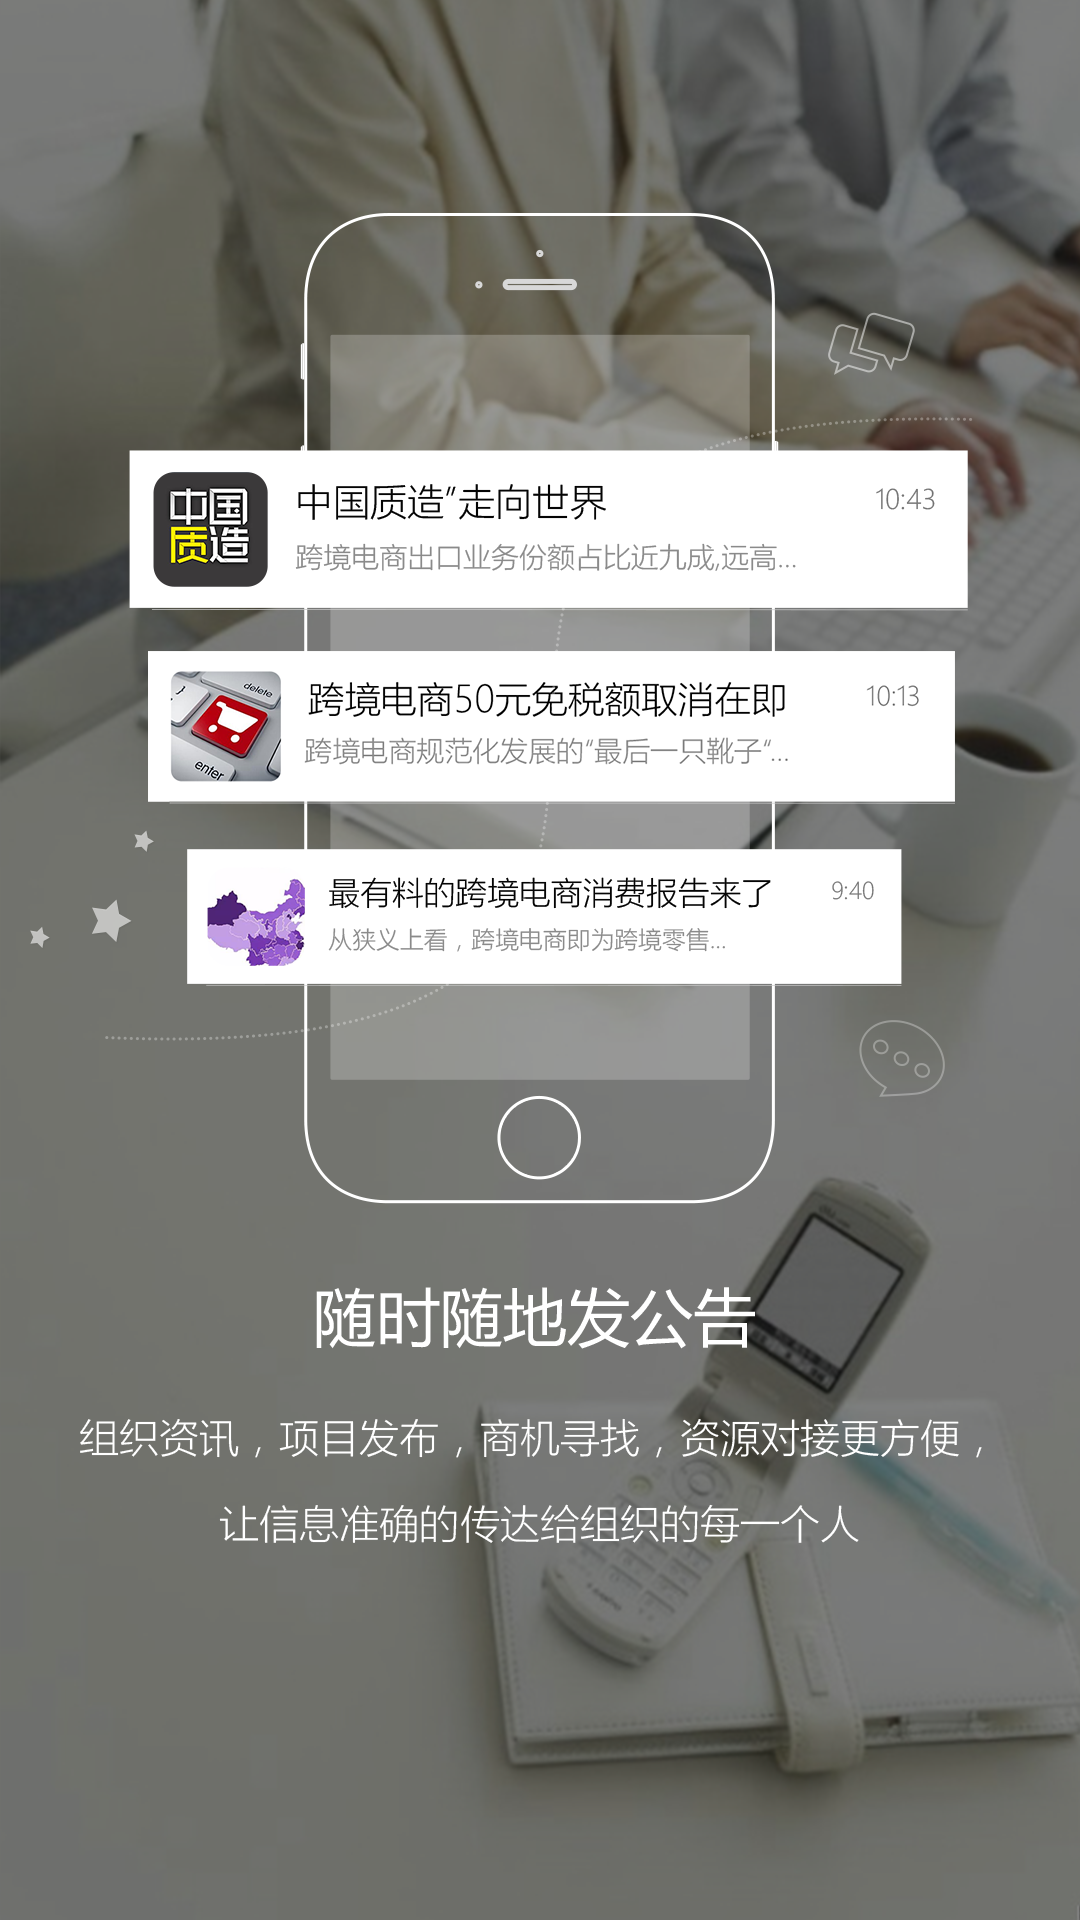 中国
质造
中国质造”走向世界
10:43
跨境电商出口业务份额占比近九成,远高...
delete
enter
跨境电商50元免税额取消在即
10:13
跨境电商规范化发展的“最后一只靴子“...
最有料的跨境电商消费报告来了
9:40
从狭义上看，跨境电商即为跨境零售...
随时随地发公告
组织资讯，项目发布，商机寻找，资源对接更方便，
让信息准确的传达给组织的每一个人